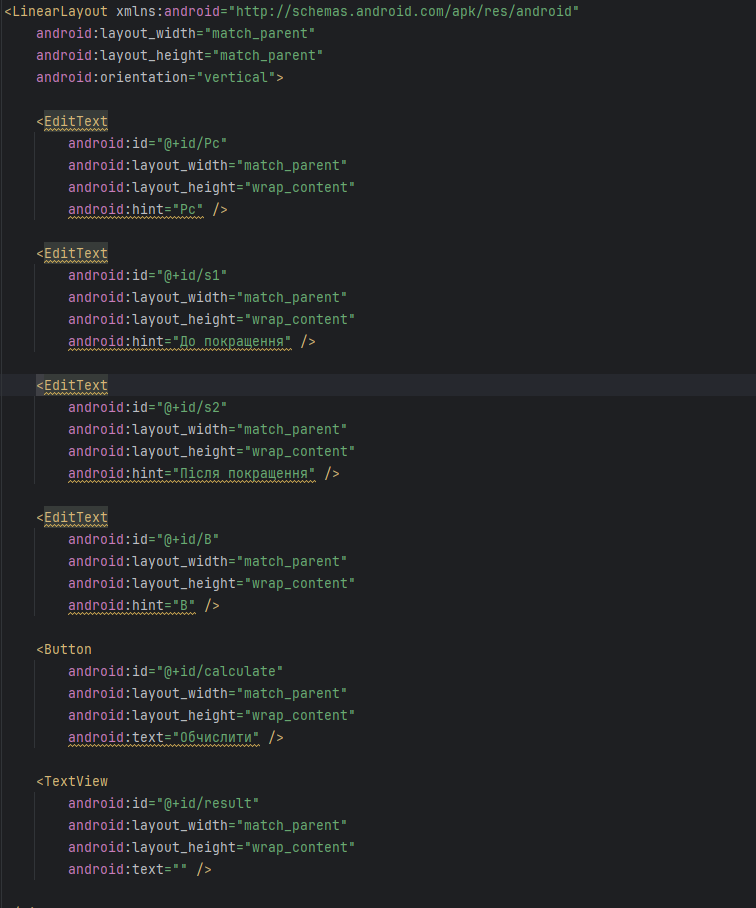 <LinearLayout xmlns:android="http://schemas.android.com/apk/res/android"
    android:layout_width="match_parent"
    android:layout_height="match_parent"
    android:orientation="vertical">

    <EditText
        android:id="@+id/Pc"
        android:layout_width="match_parent"
        android:layout_height="wrap_content"
        android:hint="Pc" />

    <EditText
        android:id="@+id/s1"
        android:layout_width="match_parent"
        android:layout_height="wrap_content"
        android:hint="До покращення" />

    <EditText
        android:id="@+id/s2"
        android:layout_width="match_parent"
        android:layout_height="wrap_content"
        android:hint="Після покращення" />

    <EditText
        android:id="@+id/B"
        android:layout_width="match_parent"
        android:layout_height="wrap_content"
        android:hint="B" />

    <Button
        android:id="@+id/calculate"
        android:layout_width="match_parent"
        android:layout_height="wrap_content"
        android:text="Обчислити" />

    <TextView
        android:id="@+id/result"
        android:layout_width="match_parent"
        android:layout_height="wrap_content"
        android:text="" />